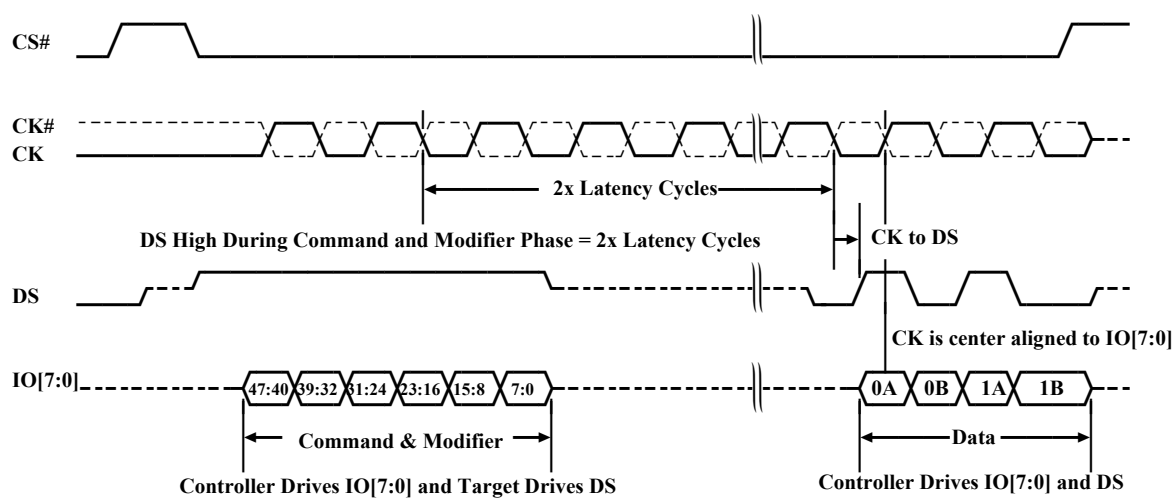 CS#
CK#
CK
2x Latency Cycles
DS High During Command and Modifier Phase = 2x Latency Cycles
CK to DS
DS
CK is center aligned to IO[7:0]
IO[7:0]
47:40 39:32 31:24 23:16 15:8 7:0
0A 0B 1A 1B
Command & Modifier
Data
Controller Drives IO[7:0] and Target Drives DS
Controller Drives IO[7:0] and DS